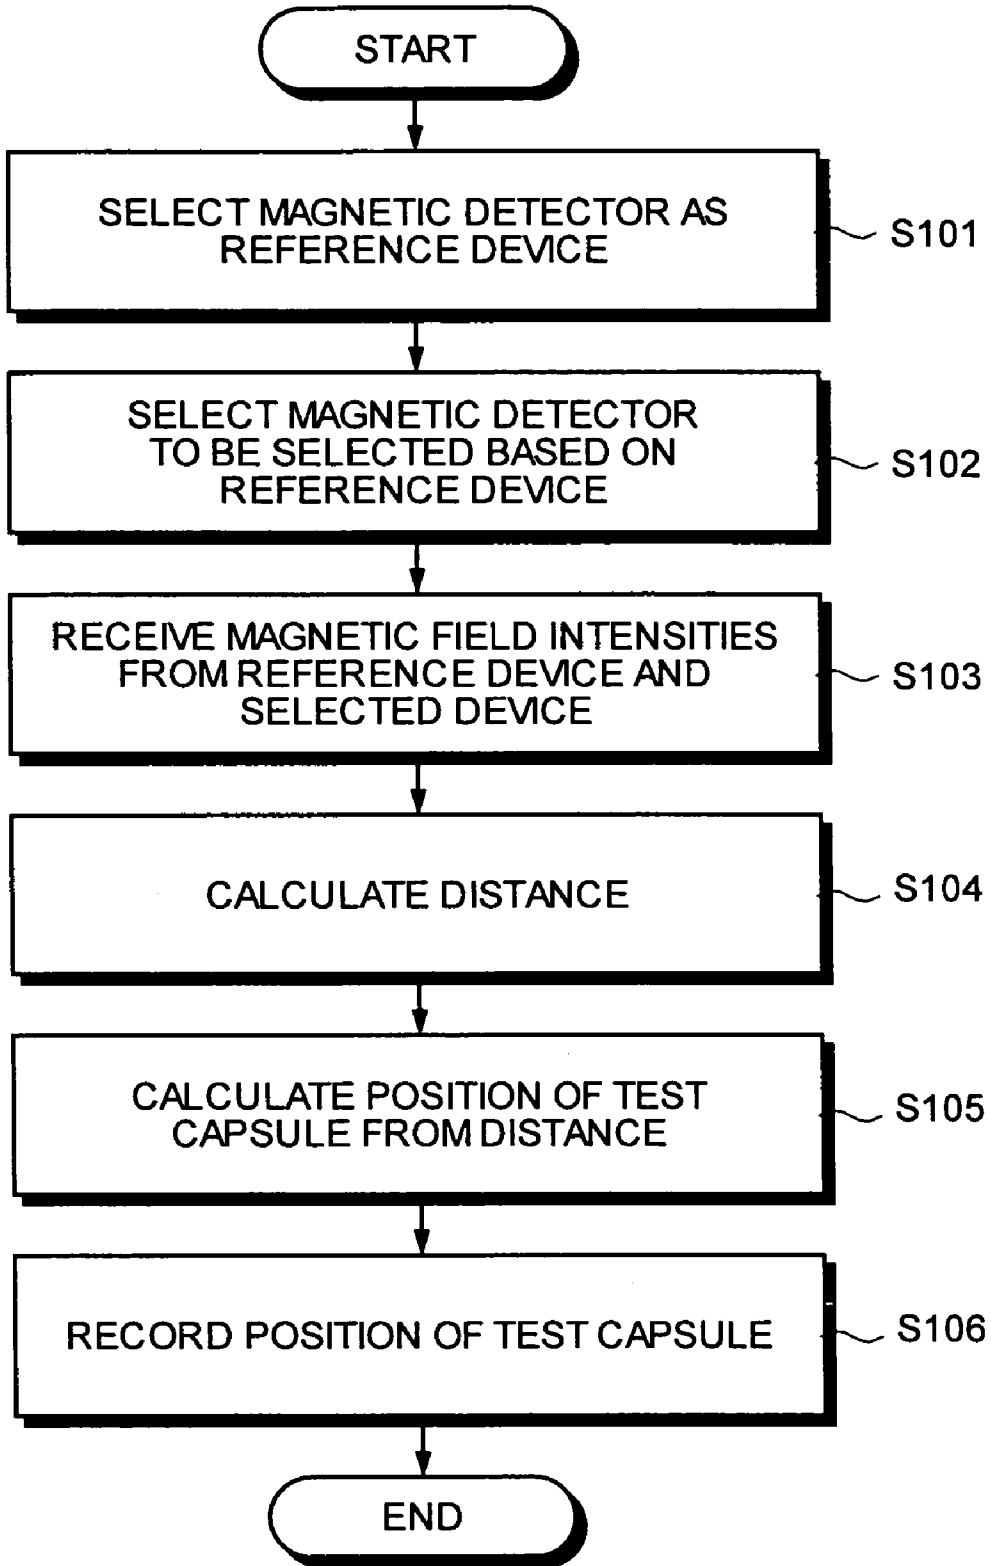 START
SELECT MAGNETIC DETECTOR AS
REFERENCE DEVICE
S101
SELECT MAGNETIC DETECTOR
TO BE SELECTED BASED ON
REFERENCE DEVICE
S102
RECEIVE MAGNETIC FIELD INTENSITIES
FROM REFERENCE DEVICE AND
SELECTED DEVICE
S103
CALCULATE DISTANCE
S104
CALCULATE POSITION OF TEST
CAPSULE FROM DISTANCE
S105
RECORD POSITION OF TEST CAPSULE
S106
END